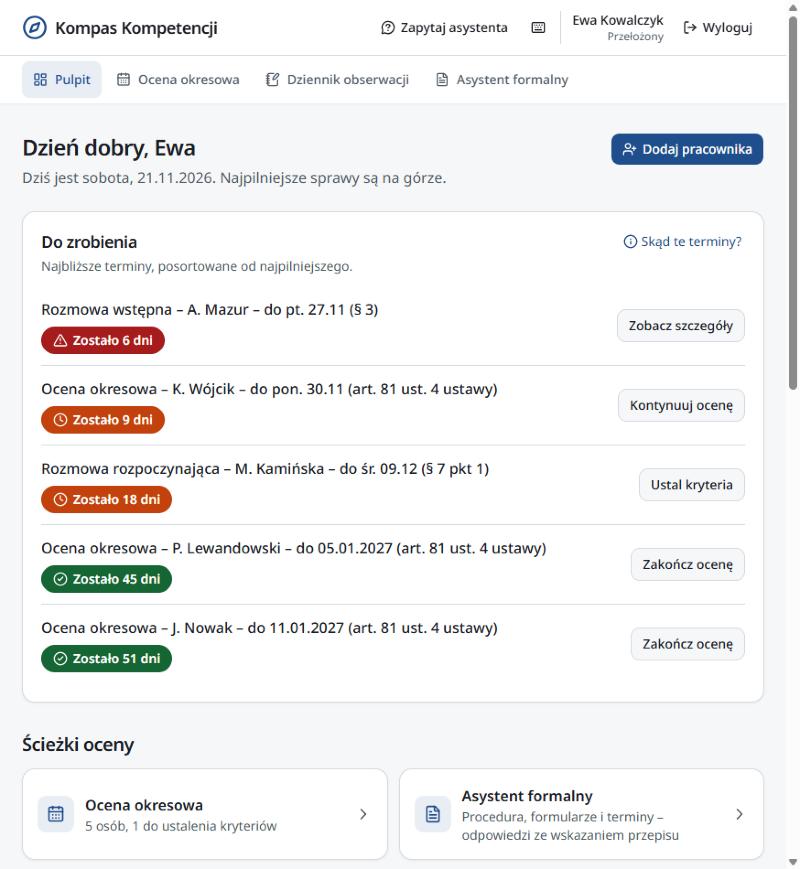 Kompas Kompetencji
Zapytaj asystenta
Ewa Kowalczyk
Przełożony
Wyloguj
Pulpit
Ocena okresowa
Dziennik obserwacji
Asystent formalny
Dzień dobry, Ewa
Dodaj pracownika
Dziś jest sobota, 21.11.2026. Najpilniejsze sprawy są na górze.
Do zrobienia
Skąd te terminy?
Najbliższe terminy, posortowane od najpilniejszego.
Rozmowa wstępna – A. Mazur – do pt. 27.11 (§ 3)
Zostało 6 dni
Zobacz szczegóły
Ocena okresowa – K. Wójcik – do pon. 30.11 (art. 81 ust. 4 ustawy)
Zostało 9 dni
Kontynuuj ocenę
Rozmowa rozpoczynająca – M. Kamińska – do śr. 09.12 (§ 7 pkt 1)
Zostało 18 dni
Ustal kryteria
Ocena okresowa – P. Lewandowski – do 05.01.2027 (art. 81 ust. 4 ustawy)
Zostało 45 dni
Zakończ ocenę
Ocena okresowa – J. Nowak – do 11.01.2027 (art. 81 ust. 4 ustawy)
Zostało 51 dni
Zakończ ocenę
Ścieżki oceny
Ocena okresowa
5 osób, 1 do ustalenia kryteriów
Asystent formalny
Procedura, formularze i terminy –
odpowiedzi ze wskazaniem przepisu